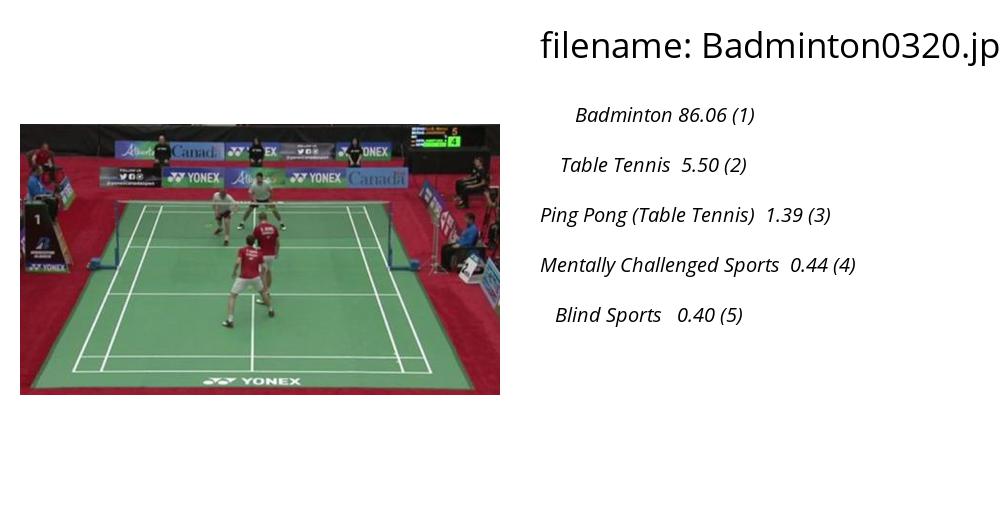 filename: Badminton0320.jp
Badminton 86.06 (1)
Table Tennis 5.50 (2)
Ping Pong (Table Tennis) 1.39 (3)
Mentally Challenged Sports 0.44 (4)
Blind Sports 0.40 (5)
Alberta Canada YONEX YONEX
5
4
YONEX Alberta YONEX Canada
1
YONEX
YONEX